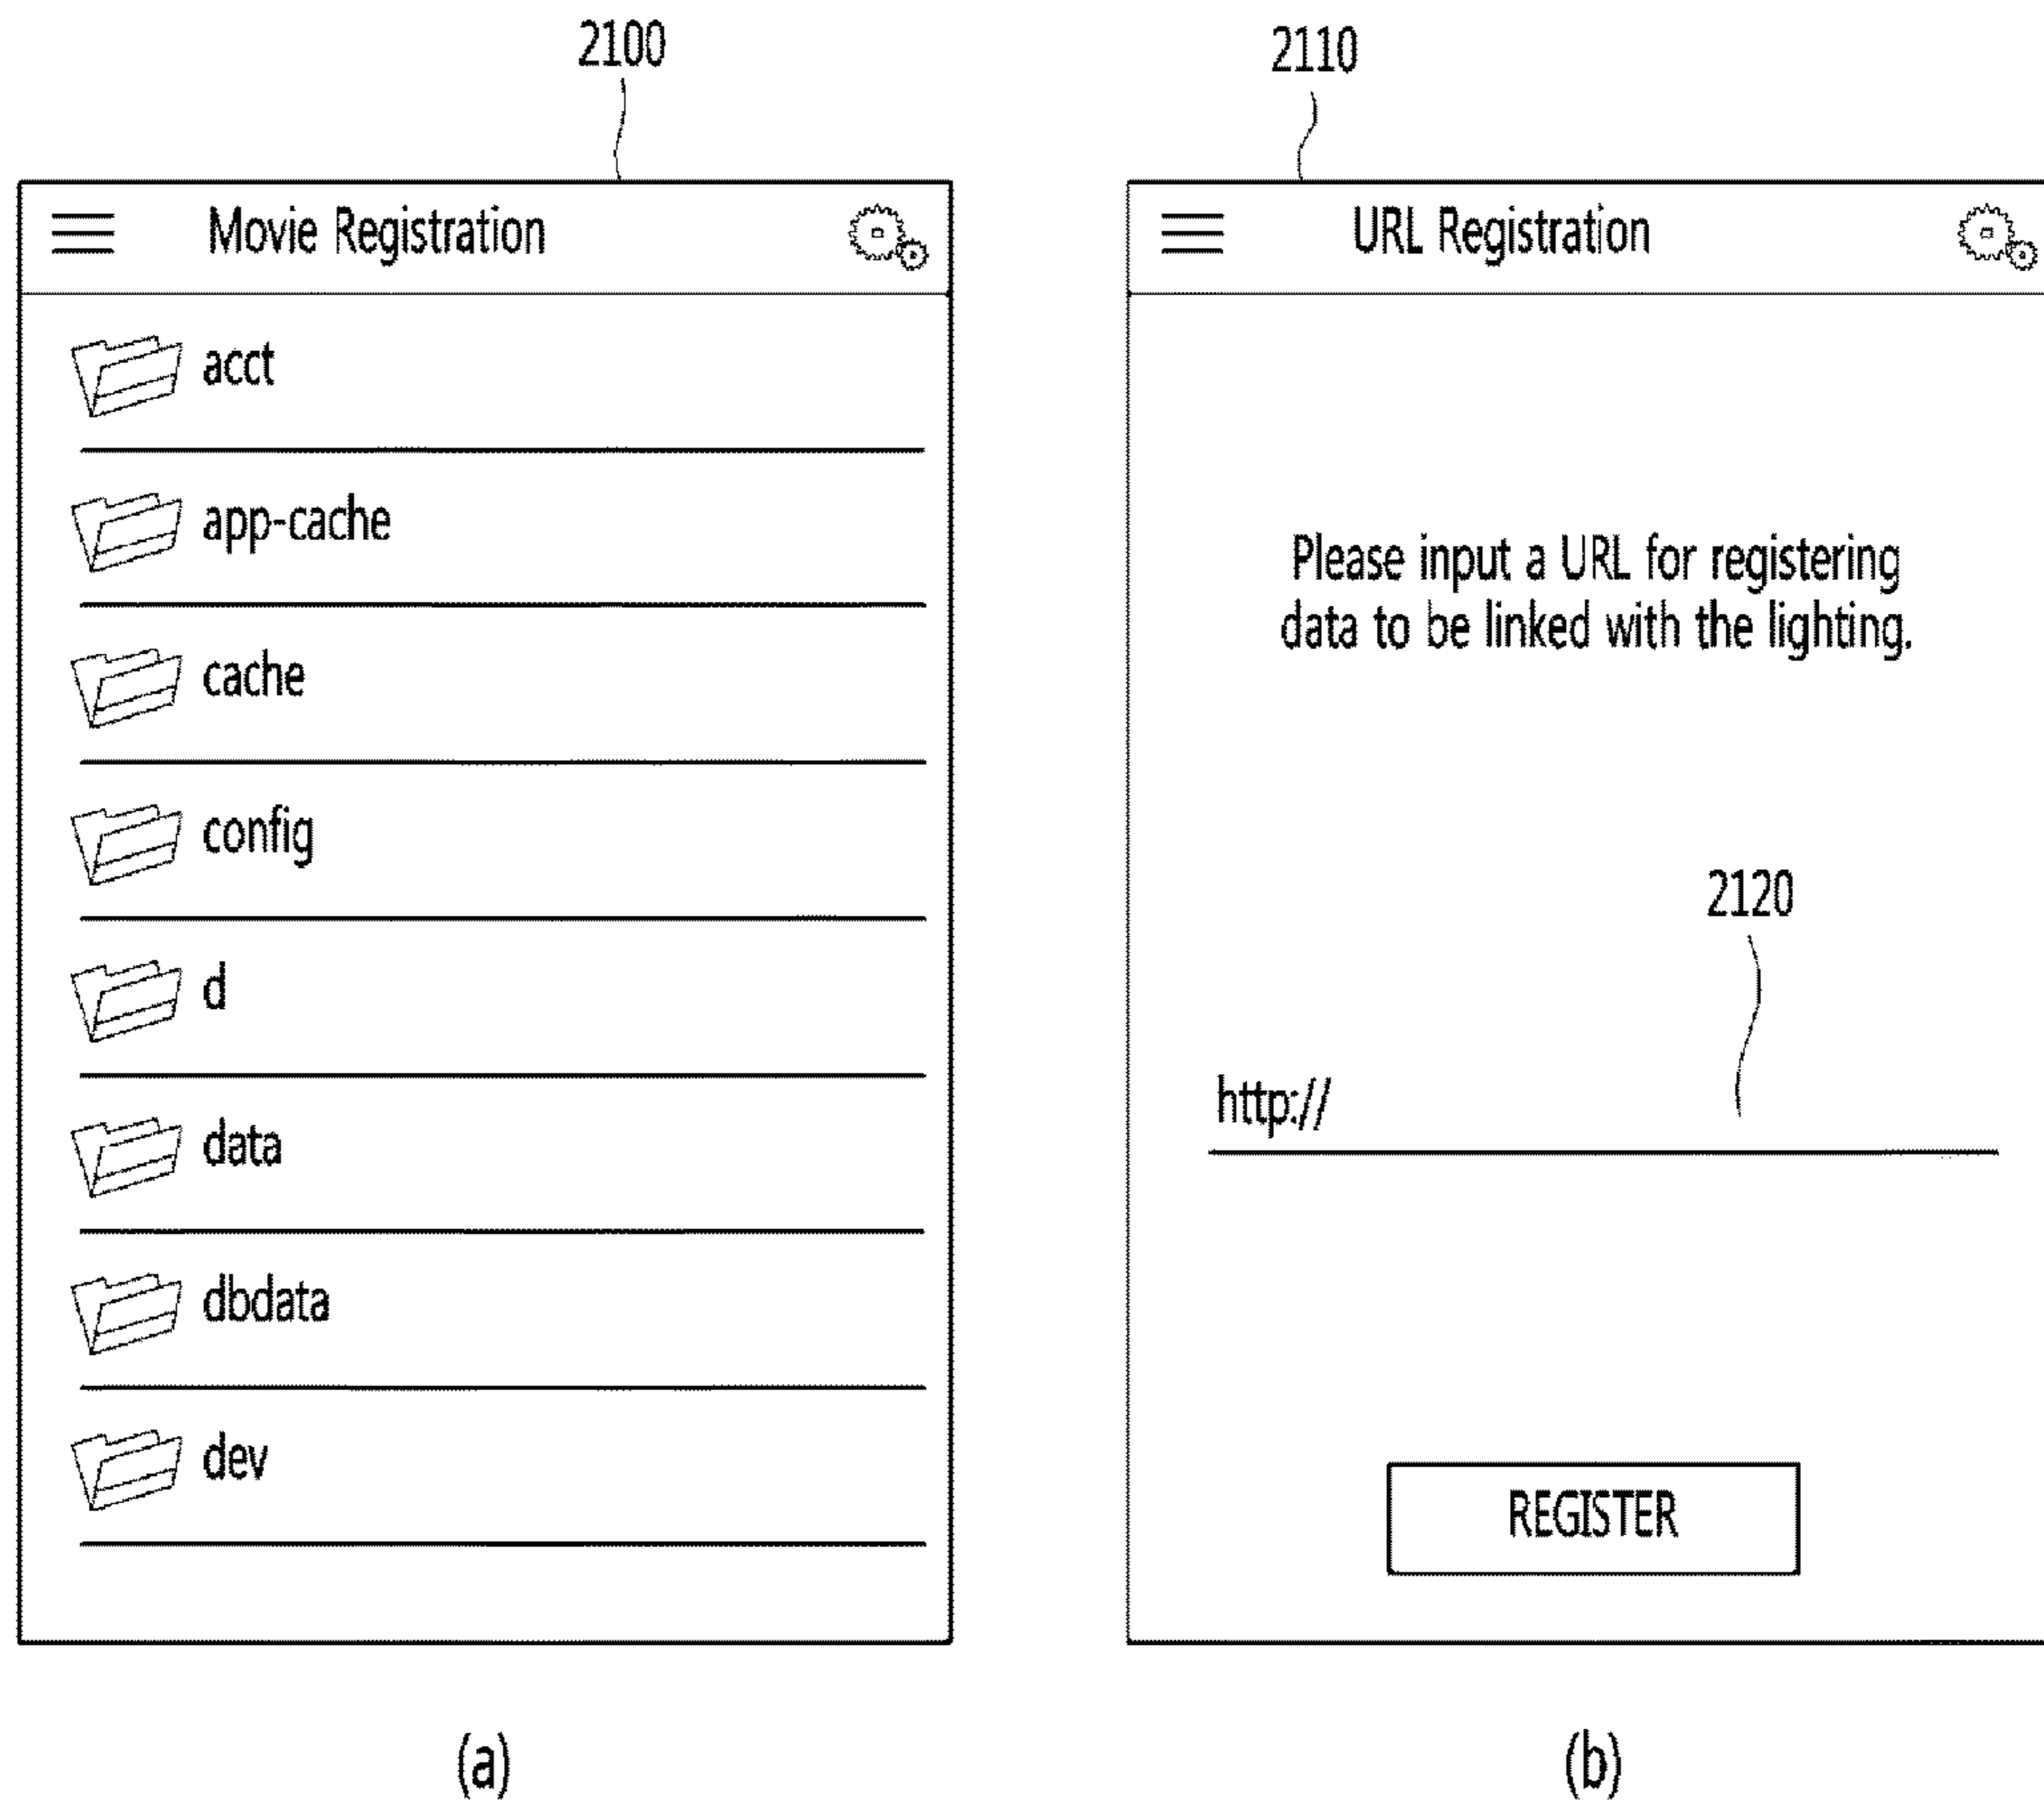 2100
Movie Registration
acct
app-cache
cache
config
d
data
dbdata
dev
(a)
2110
URL Registration
Please input a URL for registering
data to be linked with the lighting.
2120
http://
REGISTER
(b)